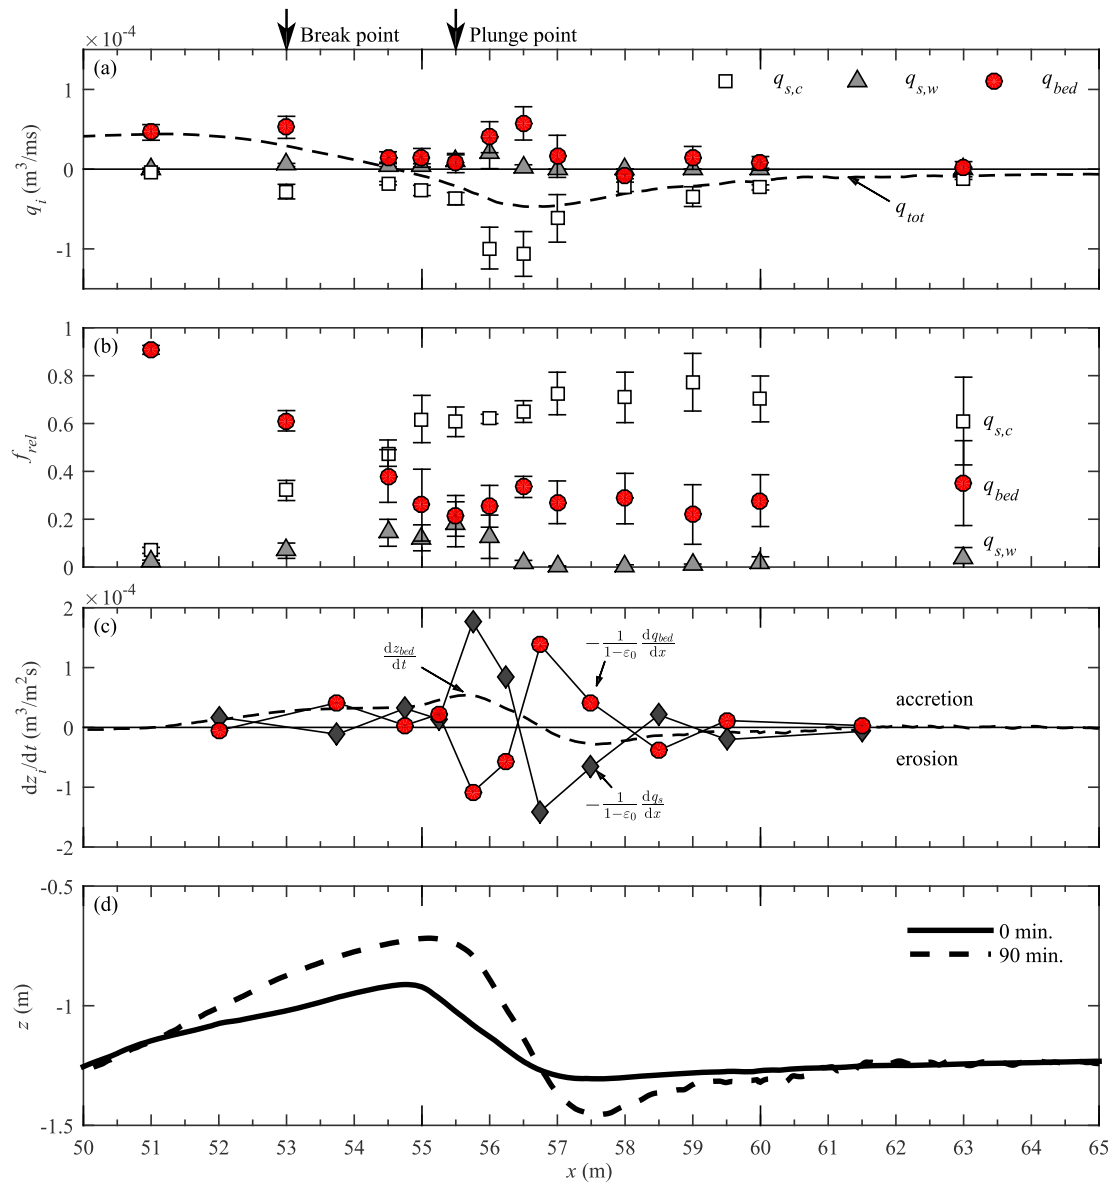 Break point
Plunge point
×10⁻⁴
(a)
q_{s,c}
q_{s,w}
q_{bed}
1
0
-1
q_i (m³/ms)
q_{tot}
(b)
1
0.8
0.6
0.4
0.2
0
f_{rel}
q_{s,c}
q_{bed}
q_{s,w}
×10⁻⁴
(c)
2
1
0
-1
-2
dz_i/dt (m³/m²s)
dz_{bed}/dt
−1/(1−ε₀) dq_{bed}/dx
accretion
erosion
−1/(1−ε₀) dq_s/dx
(d)
-0.5
-1
-1.5
z (m)
0 min.
90 min.
50 51 52 53 54 55 56 57 58 59 60 61 62 63 64 65
x (m)